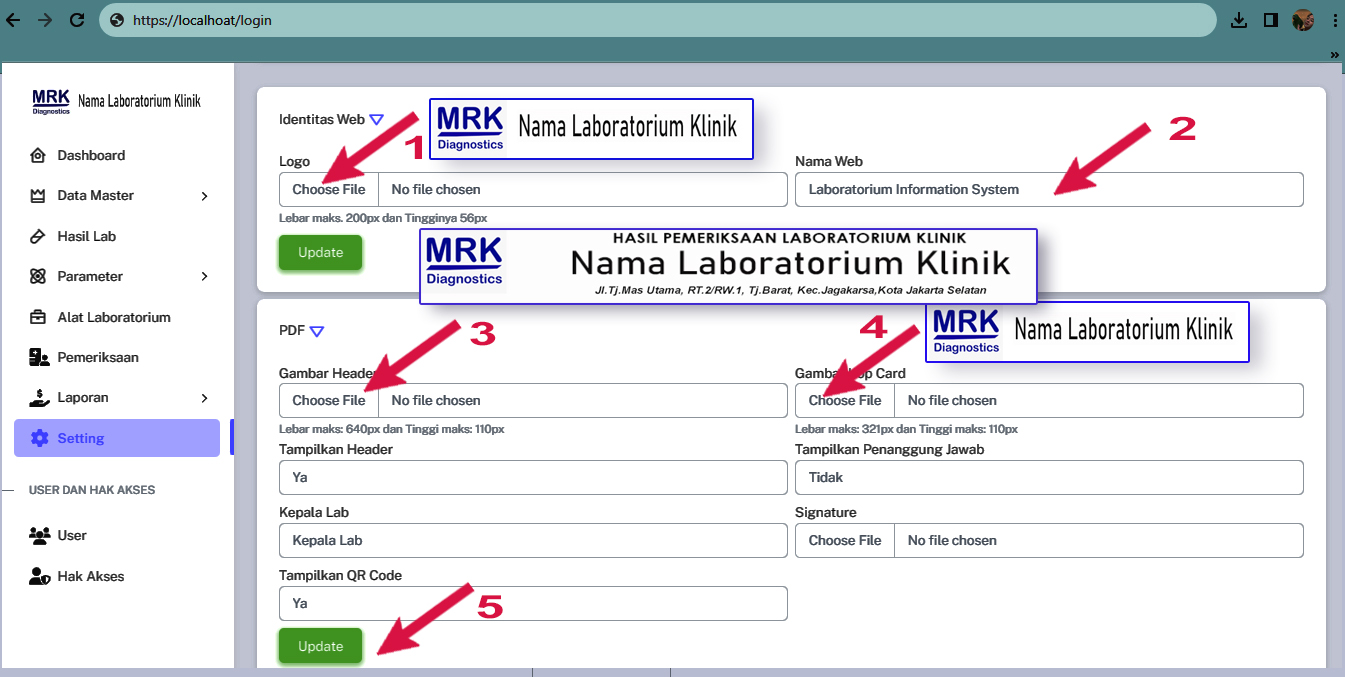 https://localhoat/login
»
MRK Diagnostics Nama Laboratorium Klinik
Dashboard
Data Master
Hasil Lab
Parameter
Alat Laboratorium
Pemeriksaan
Laporan
Setting
USER DAN HAK AKSES
User
Hak Akses
Identitas Web
1
MRK Diagnostics Nama Laboratorium Klinik
2
Logo
Choose File No file chosen
Lebar maks. 200px dan Tingginya 56px
Nama Web
Laboratorium Information System
Update
MRK Diagnostics
HASIL PEMERIKSAAN LABORATORIUM KLINIK
Nama Laboratorium Klinik
Jl.Tj.Mas Utama, RT.2/RW.1, Tj.Barat, Kec.Jagakarsa,Kota Jakarta Selatan
PDF
3
4
MRK Diagnostics Nama Laboratorium Klinik
Gambar Header
Choose File No file chosen
Lebar maks: 640px dan Tinggi maks: 110px
Card
Choose File No file chosen
Lebar maks: 321px dan Tinggi maks: 110px
Tampilkan Header
Ya
Tampilkan Penanggung Jawab
Tidak
Kepala Lab
Kepala Lab
Signature
Choose File No file chosen
Tampilkan QR Code
Ya
5
Update